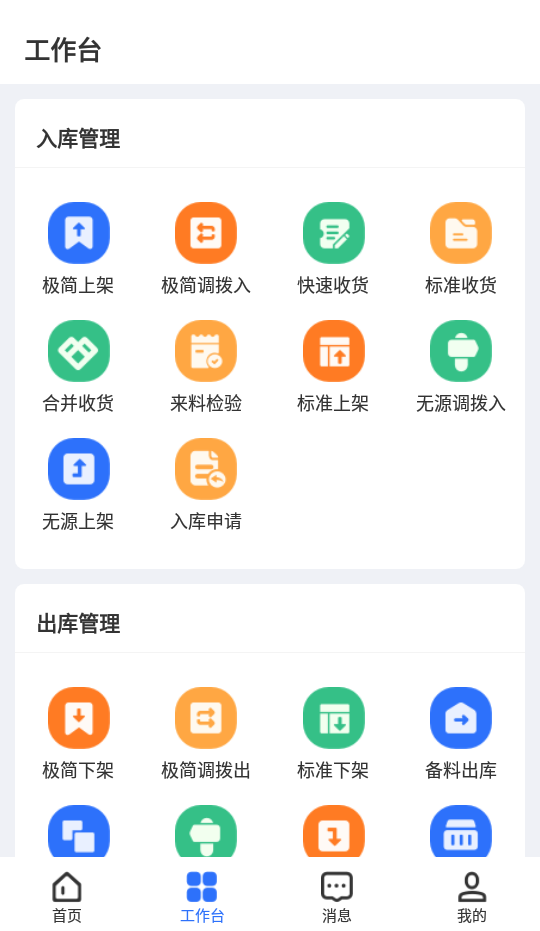 工作台
入库管理
极简上架 极简调拨入 快速收货 标准收货
合并收货 来料检验 标准上架 无源调拨入
无源上架 入库申请
出库管理
极简下架 极简调拨出 标准下架 备料出库
首页 工作台 消息 我的